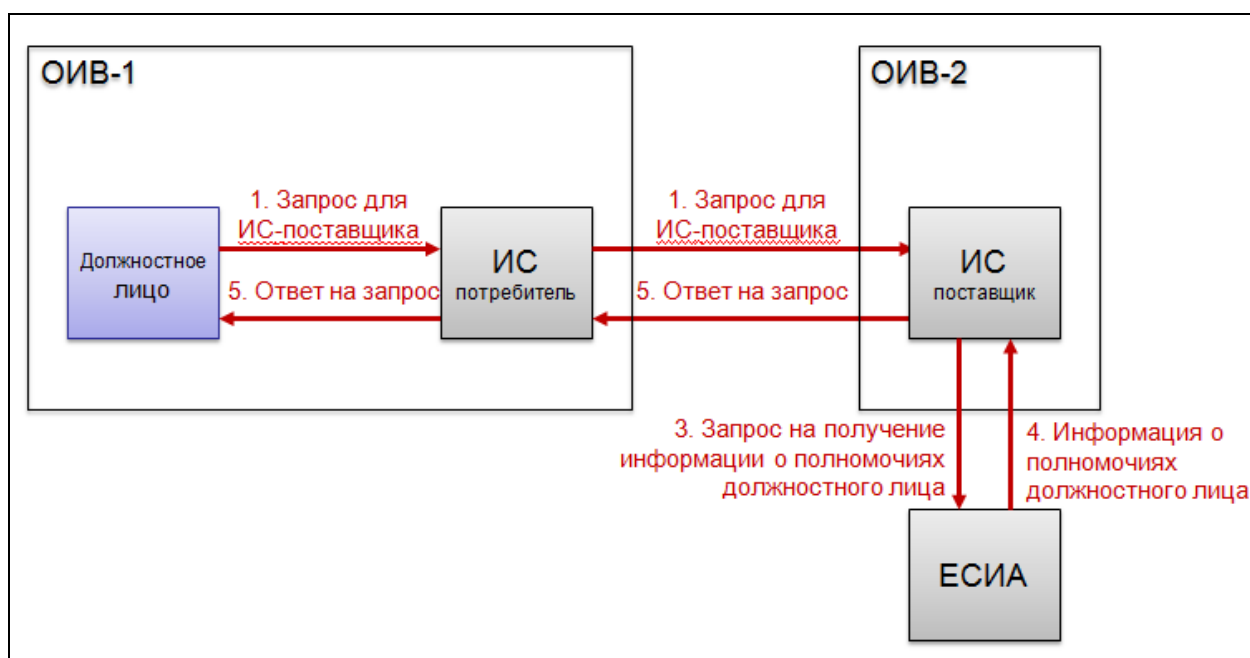 ОИВ-1
ОИВ-2
1. Запрос для
ИС-поставщика
1. Запрос для
ИС-поставщика
Должностное
лицо
ИС
потребитель
ИС
поставщик
5. Ответ на запрос
5. Ответ на запрос
3. Запрос на получение
информации о полномочиях
должностного лица
4. Информация о
полномочиях
должностного лица
ЕСИА